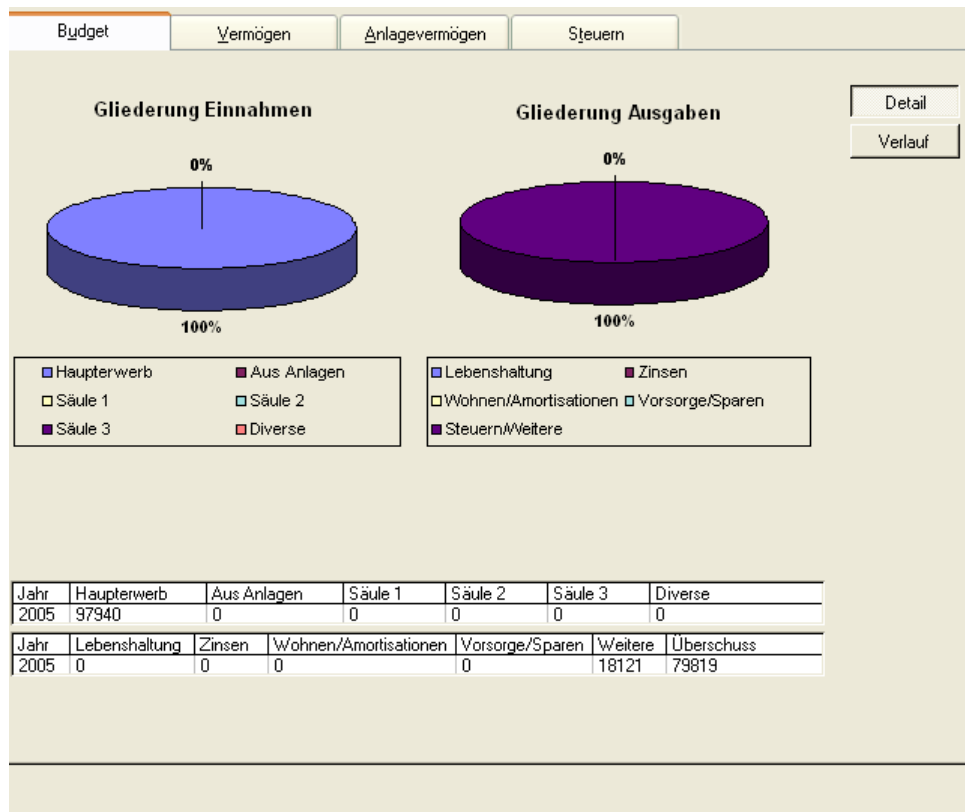 Budget Vermögen Anlagevermögen Steuern
Gliederung Einnahmen
0%
100%
Haupterwerb Aus Anlagen
Säule 1 Säule 2
Säule 3 Diverse
Gliederung Ausgaben
0%
100%
Lebenshaltung Zinsen
Wohnen/Amortisationen Vorsorge/Sparen
Steuern/Weitere
Detail
Verlauf
Jahr Haupterwerb Aus Anlagen Säule 1 Säule 2 Säule 3 Diverse
2005 97940 0 0 0 0 0
Jahr Lebenshaltung Zinsen Wohnen/Amortisationen Vorsorge/Sparen Weitere Überschuss
2005 0 0 0 0 18121 79819